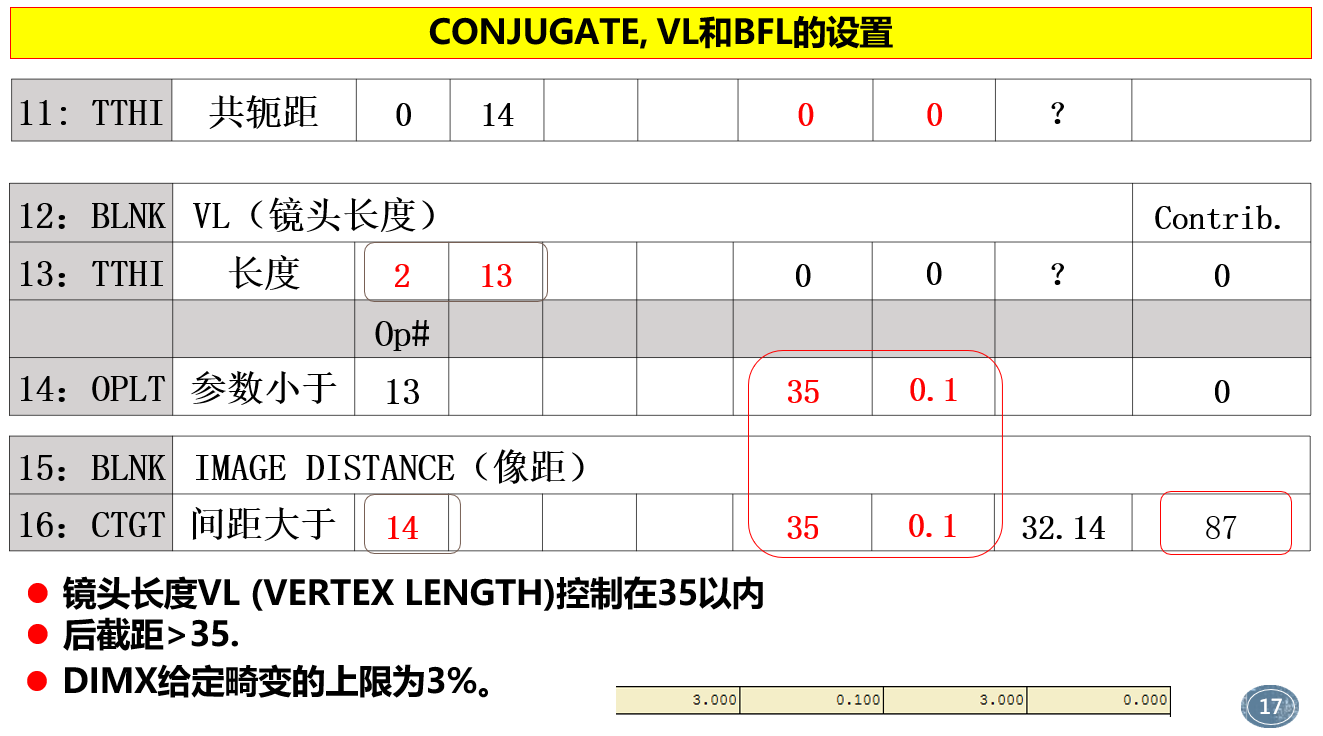 CONJUGATE, VL和BFL的设置
11: TTHI 共轭距 0 14 0 0 ?
12: BLNK VL（镜头长度） Contrib.
13: TTHI 长度 2 13 0 0 ? 0
Op#
14: OPLT 参数小于 13 35 0.1 0
15: BLNK IMAGE DISTANCE（像距）
16: CTGT 间距大于 14 35 0.1 32.14 87
镜头长度VL (VERTEX LENGTH)控制在35以内
后截距>35.
DIMX给定畸变的上限为3%。
3.000 0.100 3.000 0.000
17